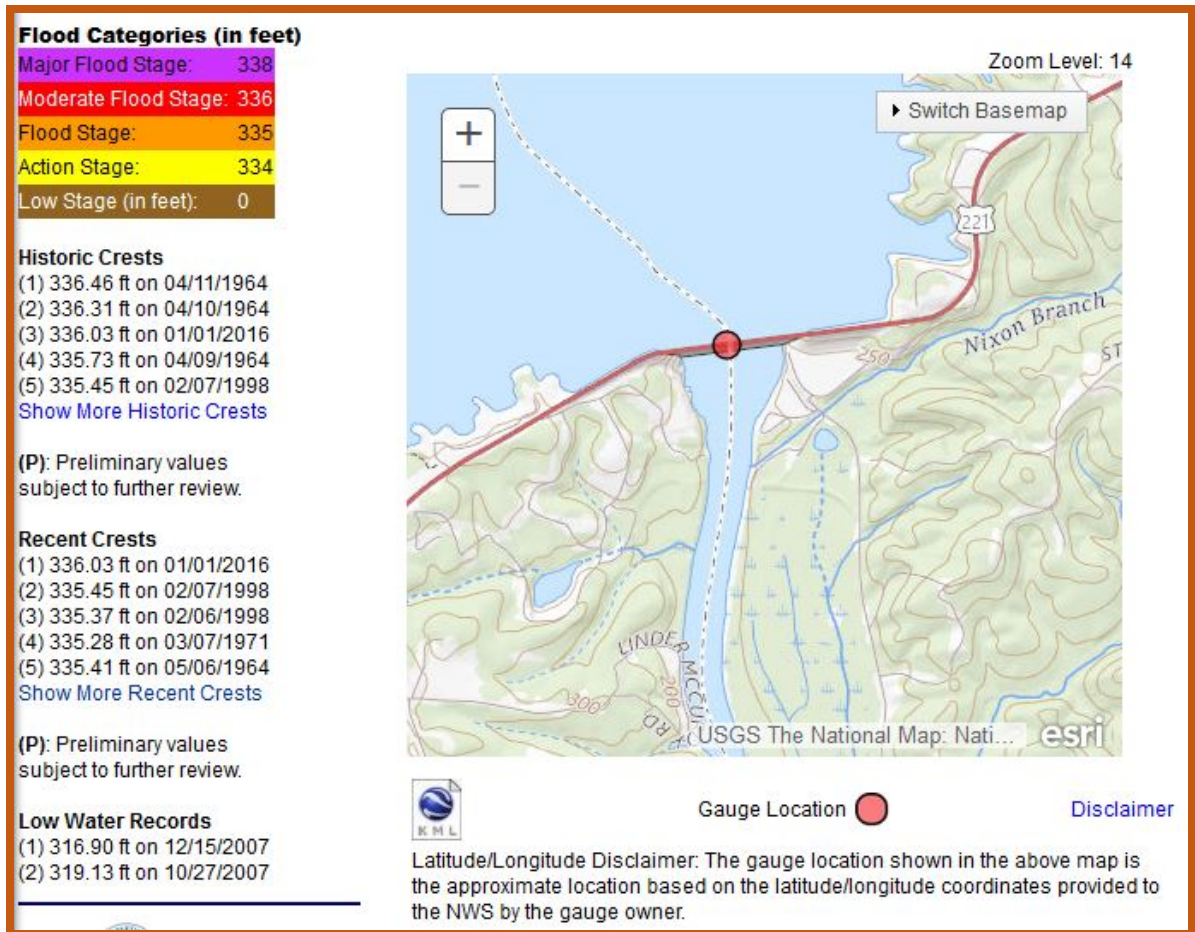 Flood Categories (in feet)
Major Flood Stage: 338
Moderate Flood Stage: 336
Flood Stage: 335
Action Stage: 334
Low Stage (in feet): 0
Historic Crests
(1) 336.46 ft on 04/11/1964
(2) 336.31 ft on 04/10/1964
(3) 336.03 ft on 01/01/2016
(4) 335.73 ft on 04/09/1964
(5) 335.45 ft on 02/07/1998
Show More Historic Crests
(P): Preliminary values
subject to further review.
Recent Crests
(1) 336.03 ft on 01/01/2016
(2) 335.45 ft on 02/07/1998
(3) 335.37 ft on 02/06/1998
(4) 335.28 ft on 03/07/1971
(5) 335.41 ft on 05/06/1964
Show More Recent Crests
(P): Preliminary values
subject to further review.
Low Water Records
(1) 316.90 ft on 12/15/2007
(2) 319.13 ft on 10/27/2007
Zoom Level: 14
+
Switch Basemap
−
221
Nixon Branch
ST
250
LINDER MCCU
RD
300
200
USGS The National Map: Nati...
esri
KML
Gauge Location
Disclaimer
Latitude/Longitude Disclaimer: The gauge location shown in the above map is
the approximate location based on the latitude/longitude coordinates provided to
the NWS by the gauge owner.